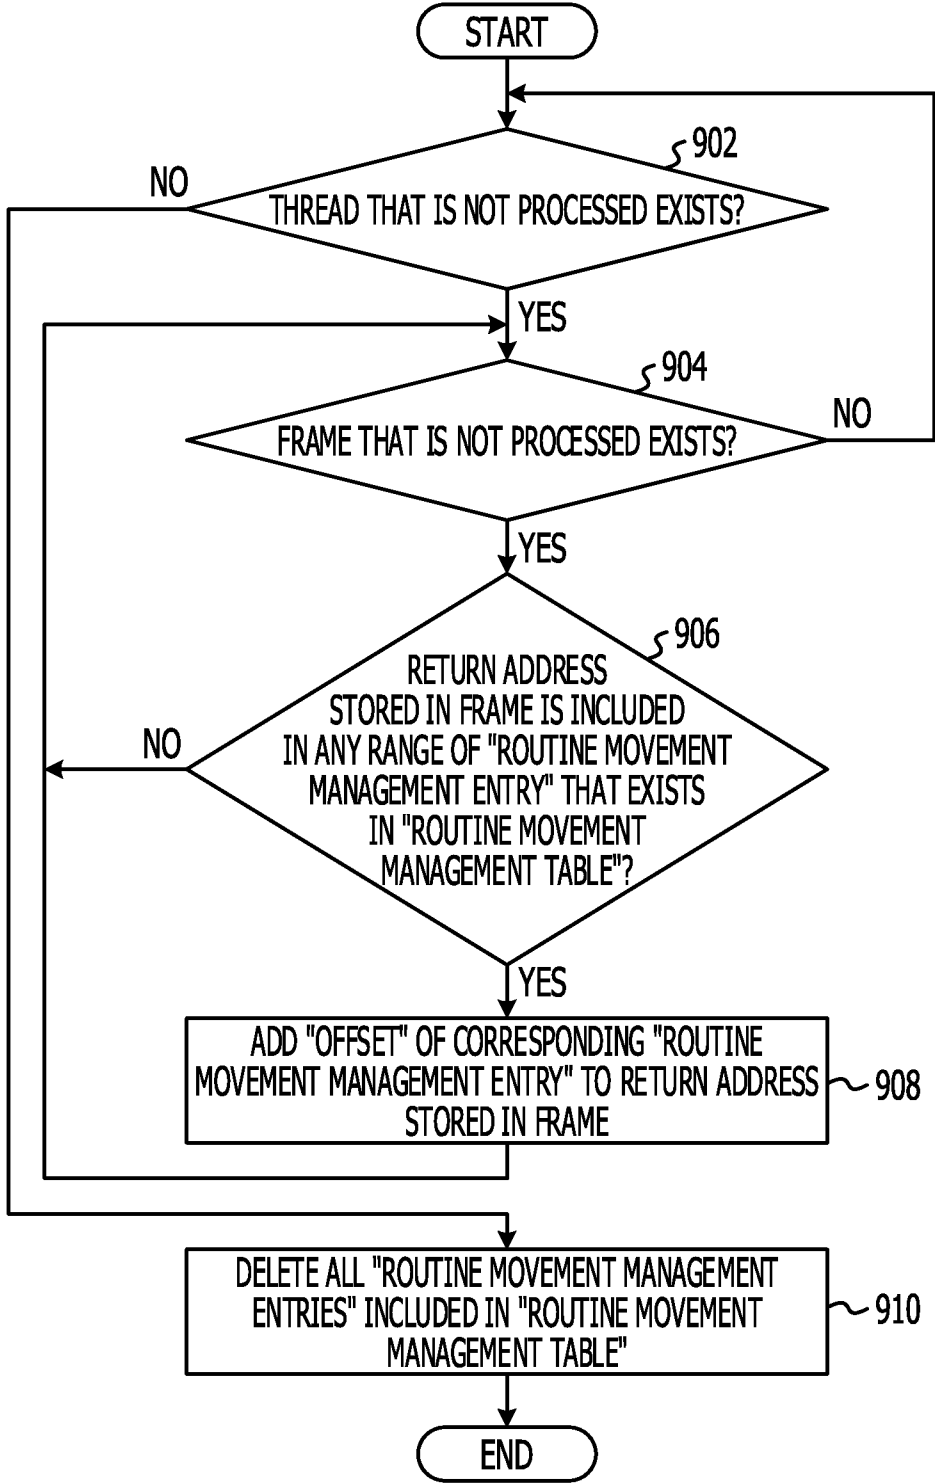 START
902
NO
THREAD THAT IS NOT PROCESSED EXISTS?
YES
904
NO
FRAME THAT IS NOT PROCESSED EXISTS?
YES
906
RETURN ADDRESS
STORED IN FRAME IS INCLUDED
NO
IN ANY RANGE OF "ROUTINE MOVEMENT
MANAGEMENT ENTRY" THAT EXISTS
IN "ROUTINE MOVEMENT
MANAGEMENT TABLE"?
YES
ADD "OFFSET" OF CORRESPONDING "ROUTINE
MOVEMENT MANAGEMENT ENTRY" TO RETURN ADDRESS
STORED IN FRAME
908
DELETE ALL "ROUTINE MOVEMENT MANAGEMENT
ENTRIES" INCLUDED IN "ROUTINE MOVEMENT
MANAGEMENT TABLE"
910
END